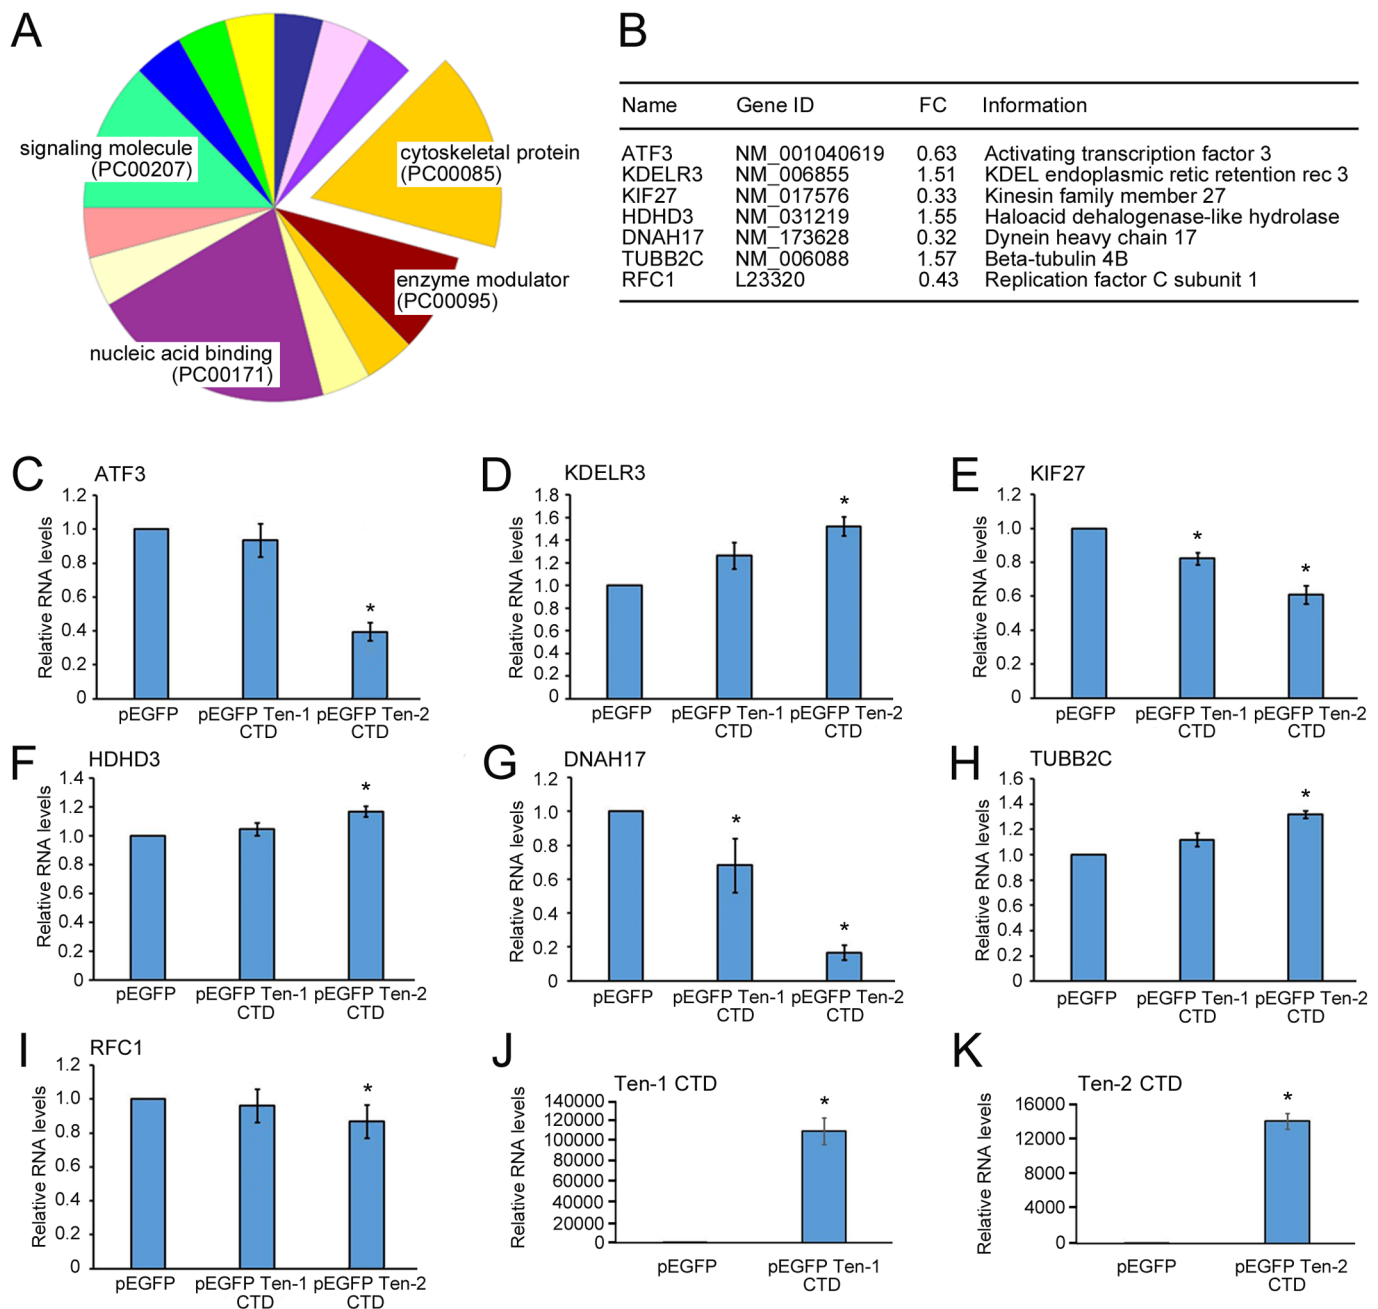 A
signaling molecule
(PC00207)
cytoskeletal protein
(PC00085)
enzyme modulator
(PC00095)
nucleic acid binding
(PC00171)
B
Name Gene ID FC Information
ATF3 NM_001040619 0.63 Activating transcription factor 3
KDELR3 NM_006855 1.51 KDEL endoplasmic retic retention rec 3
KIF27 NM_017576 0.33 Kinesin family member 27
HDHD3 NM_031219 1.55 Haloacid dehalogenase-like hydrolase
DNAH17 NM_173628 0.32 Dynein heavy chain 17
TUBB2C NM_006088 1.57 Beta-tubulin 4B
RFC1 L23320 0.43 Replication factor C subunit 1
C
ATF3
Relative RNA levels
1.2
1.0
0.8
0.6
0.4
0.2
0
*
pEGFP pEGFP Ten-1 pEGFP Ten-2
CTD CTD
D
KDELR3
Relative RNA levels
1.8
1.6
1.4
1.2
1.0
0.8
0.6
0.4
0.2
0
*
pEGFP pEGFP Ten-1 pEGFP Ten-2
CTD CTD
E
KIF27
Relative RNA levels
1.2
1.0
0.8
0.6
0.4
0.2
0
*
*
pEGFP pEGFP Ten-1 pEGFP Ten-2
CTD CTD
F
HDHD3
Relative RNA levels
1.4
1.2
1.0
0.8
0.6
0.4
0.2
0
*
pEGFP pEGFP Ten-1 pEGFP Ten-2
CTD CTD
G
DNAH17
Relative RNA levels
1.2
1.0
0.8
0.6
0.4
0.2
0
*
*
pEGFP pEGFP Ten-1 pEGFP Ten-2
CTD CTD
H
TUBB2C
Relative RNA levels
1.6
1.4
1.2
1.0
0.8
0.6
0.4
0.2
0
*
pEGFP pEGFP Ten-1 pEGFP Ten-2
CTD CTD
I
RFC1
Relative RNA levels
1.2
1.0
0.8
0.6
0.4
0.2
0
*
pEGFP pEGFP Ten-1 pEGFP Ten-2
CTD CTD
J
Ten-1 CTD
Relative RNA levels
140000
120000
100000
80000
60000
40000
20000
0
*
pEGFP pEGFP Ten-1
CTD
K
Ten-2 CTD
Relative RNA levels
16000
12000
8000
4000
0
*
pEGFP pEGFP Ten-2
CTD